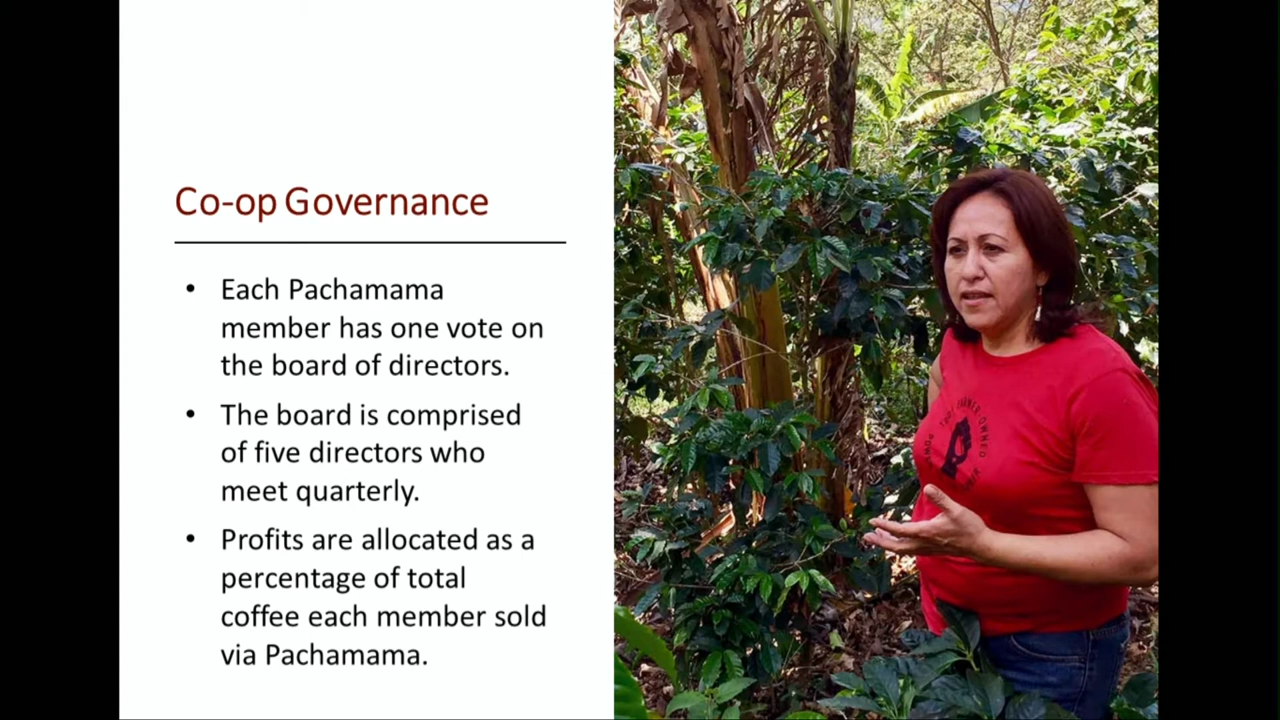 Co-op Governance
• Each Pachamama
member has one vote on
the board of directors.
• The board is comprised
of five directors who
meet quarterly.
• Profits are allocated as a
percentage of total
coffee each member sold
via Pachamama.